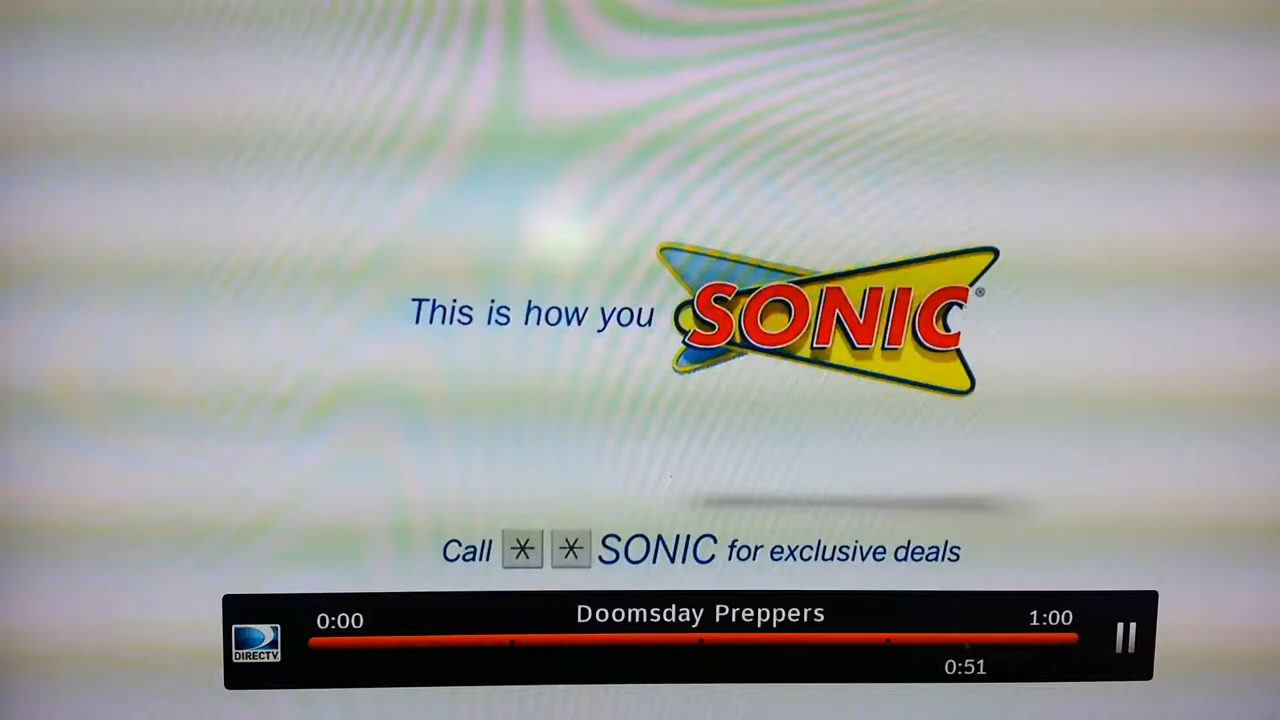 This is how you SONIC®
Call * * SONIC for exclusive deals
0:00 Doomsday Preppers 1:00
DIRECTV
0:51